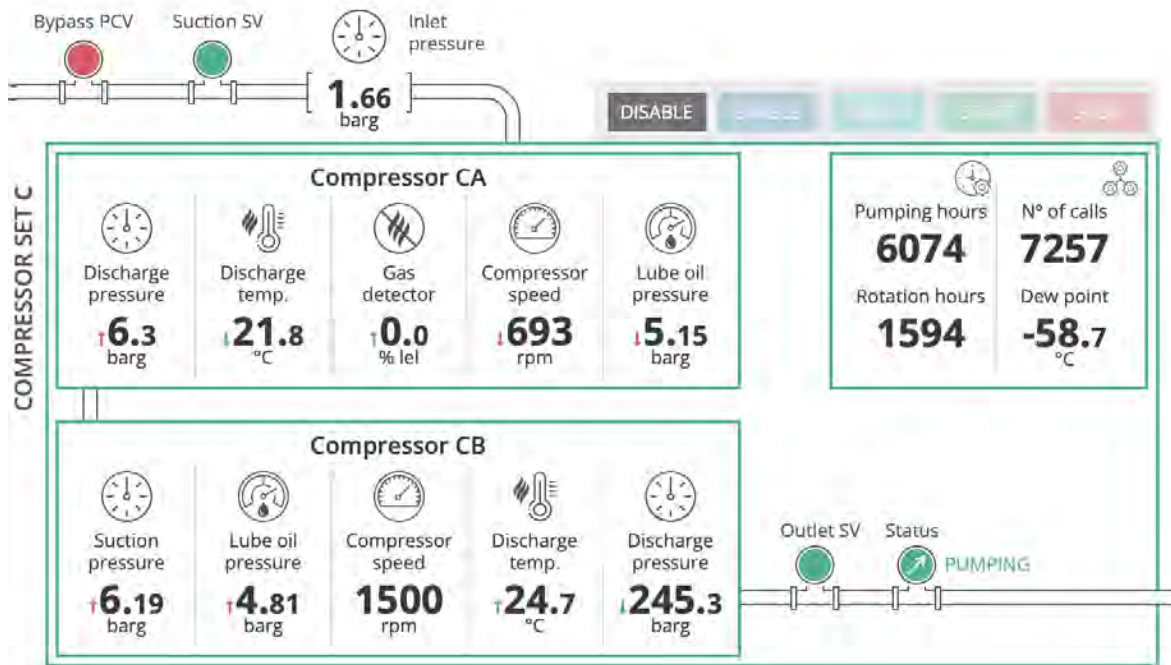 Bypass PCV
Suction SV
Inlet
pressure
1.66
barg
DISABLE
COMPRESSOR SET C
Compressor CA
Discharge
pressure
↑6.3
barg
Discharge
temp.
↓21.8
°C
Gas
detector
↑0.0
% lel
Compressor
speed
↓693
rpm
Lube oil
pressure
↓5.15
barg
Pumping hours
6074
N° of calls
7257
Rotation hours
1594
Dew point
-58.7
°C
Compressor CB
Suction
pressure
↑6.19
barg
Lube oil
pressure
↑4.81
barg
Compressor
speed
1500
rpm
Discharge
temp.
↑24.7
°C
Discharge
pressure
↓245.3
barg
Outlet SV
Status
PUMPING